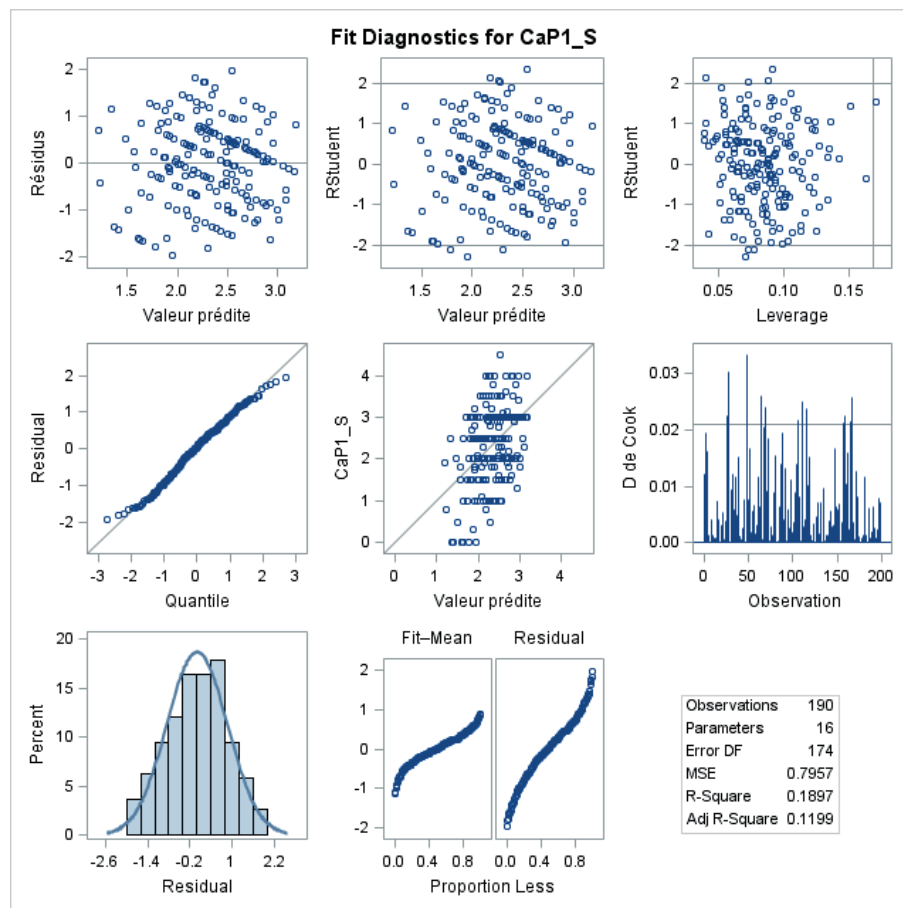 Fit Diagnostics for CaP1_S
Résidus
2
1
0
-1
-2
1.5 2.0 2.5 3.0
Valeur prédite
RStudent
2
1
0
-1
-2
1.5 2.0 2.5 3.0
Valeur prédite
RStudent
2
1
0
-1
-2
0.05 0.10 0.15
Leverage
Residual
2
1
0
-1
-2
-3 -2 -1 0 1 2 3
Quantile
CaP1_S
4
3
2
1
0
0 1 2 3 4
Valeur prédite
D de Cook
0.03
0.02
0.01
0.00
0 50 100 150 200
Observation
Percent
20
15
10
5
0
-2.6 -1.4 -0.2 1 2.2
Residual
Fit–Mean Residual
2
1
0
-1
-2
0.0 0.4 0.8 0.0 0.4 0.8
Proportion Less
Observations 190
Parameters 16
Error DF 174
MSE 0.7957
R-Square 0.1897
Adj R-Square 0.1199